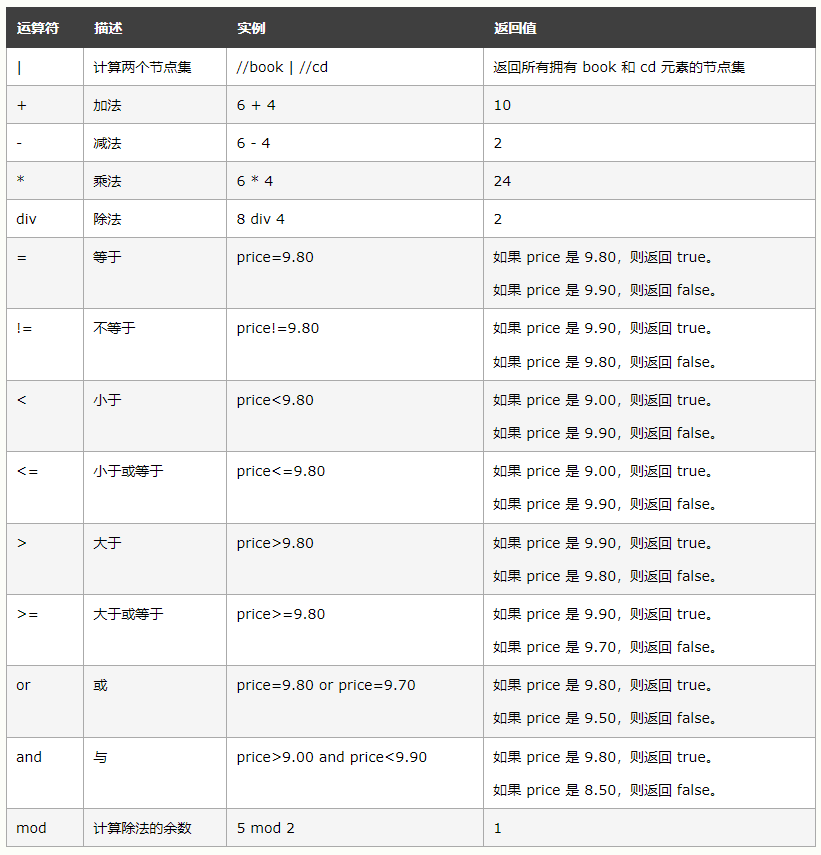 运算符 描述 实例 返回值
| 计算两个节点集 //book | //cd 返回所有拥有 book 和 cd 元素的节点集
+ 加法 6 + 4 10
- 减法 6 - 4 2
* 乘法 6 * 4 24
div 除法 8 div 4 2
= 等于 price=9.80 如果 price 是 9.80，则返回 true。
如果 price 是 9.90，则返回 false。
!= 不等于 price!=9.80 如果 price 是 9.90，则返回 true。
如果 price 是 9.80，则返回 false。
< 小于 price<9.80 如果 price 是 9.00，则返回 true。
如果 price 是 9.90，则返回 false。
<= 小于或等于 price<=9.80 如果 price 是 9.00，则返回 true。
如果 price 是 9.90，则返回 false。
> 大于 price>9.80 如果 price 是 9.90，则返回 true。
如果 price 是 9.80，则返回 false。
>= 大于或等于 price>=9.80 如果 price 是 9.90，则返回 true。
如果 price 是 9.70，则返回 false。
or 或 price=9.80 or price=9.70 如果 price 是 9.80，则返回 true。
如果 price 是 9.50，则返回 false。
and 与 price>9.00 and price<9.90 如果 price 是 9.80，则返回 true。
如果 price 是 8.50，则返回 false。
mod 计算除法的余数 5 mod 2 1